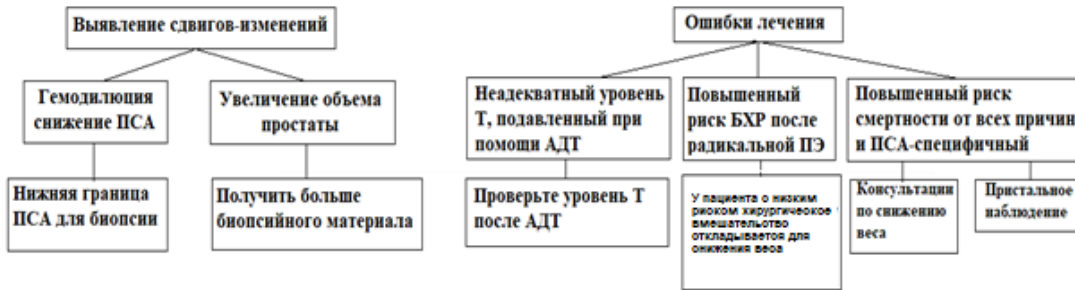 Выявление сдвигов-изменений
Гемодилюция
снижение ПСА
Увеличение объема
простаты
Нижняя граница
ПСА для биопсии
Получить больше
биопсийного материала
Ошибки лечения
Неадекватный уровень
Т, подавленный при
помощи АДТ
Повышенный
риск БХР после
радикальной ПЭ
Повышенный риск
смертности от всех причин
и ПСА-специфичный
Проверьте уровень Т
после АДТ
У пациента о низким
риском хирургическое
вмешательство
откладывается для
снижения веса
Консультации
по снижению
веса
Пристальное
наблюдение